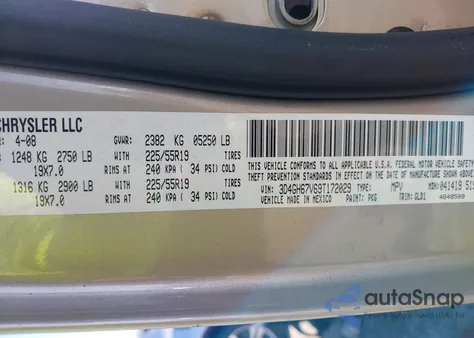 CHRYSLER LLC
4-08 GVWR: 2382 KG 05250 LB
1248 KG 2750 LB WITH 225/55R19 TIRES
19X7.0 RIMS AT 240 KPA ( 34 PSI) COLD
1316 KG 2900 LB WITH 225/55R19 TIRES
19X7.0 RIMS AT 240 KPA ( 34 PSI) COLD
THIS VEHICLE CONFORMS TO ALL APPLICABLE U.S.A. FEDERAL MOTOR VEHICLE SAFETY,
THEFT PREVENTION STANDARDS IN EFFECT ON THE DATE OF MANUFACTURE SHOWN ABOVE.
VIN: 3D4GH67V69T172029 TYPE: MPV MDH: 041419
VEHICLE MADE IN MEXICO PAINT: PKG TRIM: GLD1
autoSnap